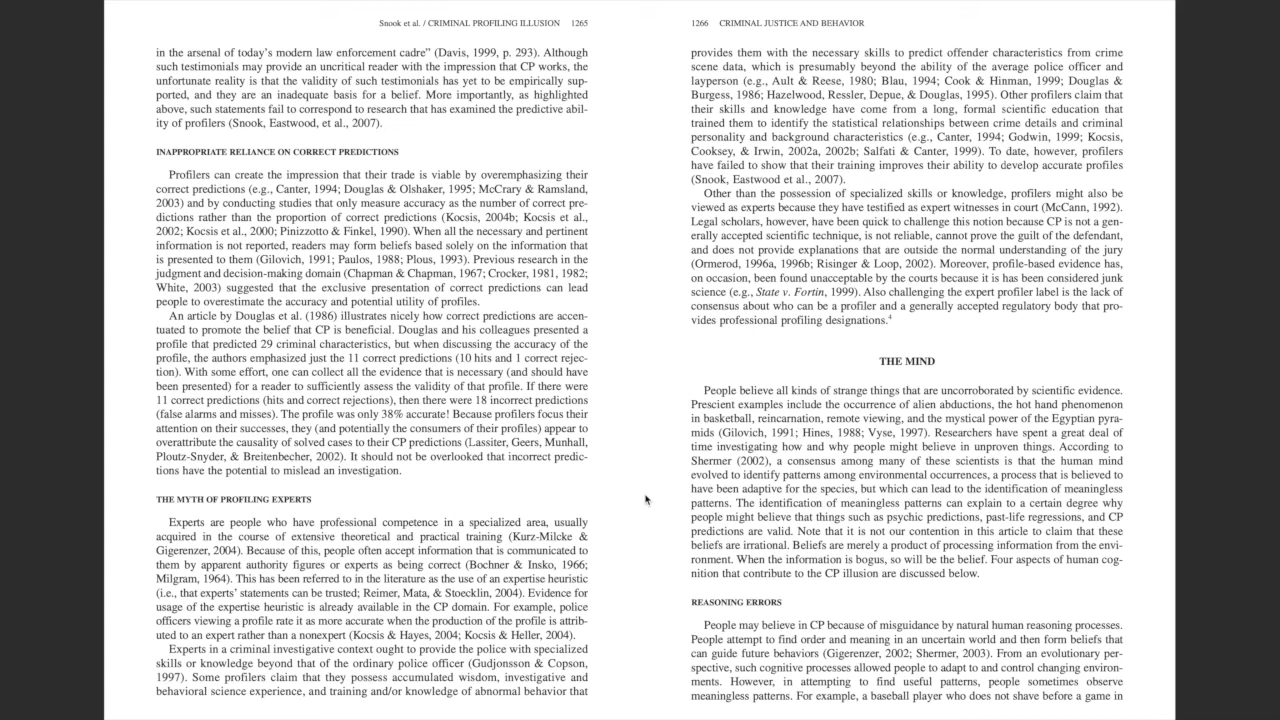 Snook et al. / CRIMINAL PROFILING ILLUSION 1265
in the arsenal of today's modern law enforcement cadre" (Davis, 1999, p. 293). Although
such testimonials may provide an uncritical reader with the impression that CP works, the
unfortunate reality is that the validity of such testimonials has yet to be empirically sup-
ported, and they are an inadequate basis for a belief. More importantly, as highlighted
above, such statements fail to correspond to research that has examined the predictive abil-
ity of profilers (Snook, Eastwood, et al., 2007).
INAPPROPRIATE RELIANCE ON CORRECT PREDICTIONS
Profilers can create the impression that their trade is viable by overemphasizing their
correct predictions (e.g., Canter, 1994; Douglas & Olshaker, 1995; McCrary & Ramsland,
2003) and by conducting studies that only measure accuracy as the number of correct pre-
dictions rather than the proportion of correct predictions (Kocsis, 2004b; Kocsis et al.,
2002; Kocsis et al., 2000; Pinizzotto & Finkel, 1990). When all the necessary and pertinent
information is not reported, readers may form beliefs based solely on the information that
is presented to them (Gilovich, 1991; Paulos, 1988; Plous, 1993). Previous research in the
judgment and decision-making domain (Chapman & Chapman, 1967; Crocker, 1981, 1982;
White, 2003) suggested that the exclusive presentation of correct predictions can lead
people to overestimate the accuracy and potential utility of profiles.
An article by Douglas et al. (1986) illustrates nicely how correct predictions are accen-
tuated to promote the belief that CP is beneficial. Douglas and his colleagues presented a
profile that predicted 29 criminal characteristics, but when discussing the accuracy of the
profile, the authors emphasized just the 11 correct predictions (10 hits and 1 correct rejec-
tion). With some effort, one can collect all the evidence that is necessary (and should have
been presented) for a reader to sufficiently assess the validity of that profile. If there were
11 correct predictions (hits and correct rejections), then there were 18 incorrect predictions
(false alarms and misses). The profile was only 38% accurate! Because profilers focus their
attention on their successes, they (and potentially the consumers of their profiles) appear to
overattribute the causality of solved cases to their CP predictions (Lassiter, Geers, Munhall,
Ploutz-Snyder, & Breitenbecher, 2002). It should not be overlooked that incorrect predic-
tions have the potential to mislead an investigation.
THE MYTH OF PROFILING EXPERTS
Experts are people who have professional competence in a specialized area, usually
acquired in the course of extensive theoretical and practical training (Kurz-Milcke &
Gigerenzer, 2004). Because of this, people often accept information that is communicated to
them by apparent authority figures or experts as being correct (Bochner & Insko, 1966;
Milgram, 1964). This has been referred to in the literature as the use of an expertise heuristic
(i.e., that experts' statements can be trusted; Reimer, Mata, & Stoecklin, 2004). Evidence for
usage of the expertise heuristic is already available in the CP domain. For example, police
officers viewing a profile rate it as more accurate when the production of the profile is attrib-
uted to an expert rather than a nonexpert (Kocsis & Hayes, 2004; Kocsis & Heller, 2004).
Experts in a criminal investigative context ought to provide the police with specialized
skills or knowledge beyond that of the ordinary police officer (Gudjonsson & Copson,
1997). Some profilers claim that they possess accumulated wisdom, investigative and
behavioral science experience, and training and/or knowledge of abnormal behavior that
1266 CRIMINAL JUSTICE AND BEHAVIOR
provides them with the necessary skills to predict offender characteristics from crime
scene data, which is presumably beyond the ability of the average police officer and
layperson (e.g., Ault & Reese, 1980; Blau, 1994; Cook & Hinman, 1999; Douglas &
Burgess, 1986; Hazelwood, Ressler, Depue, & Douglas, 1995). Other profilers claim that
their skills and knowledge have come from a long, formal scientific education that
trained them to identify the statistical relationships between crime details and criminal
personality and background characteristics (e.g., Canter, 1994; Godwin, 1999; Kocsis,
Cooksey, & Irwin, 2002a, 2002b; Salfati & Canter, 1999). To date, however, profilers
have failed to show that their training improves their ability to develop accurate profiles
(Snook, Eastwood et al., 2007).
Other than the possession of specialized skills or knowledge, profilers might also be
viewed as experts because they have testified as expert witnesses in court (McCann, 1992).
Legal scholars, however, have been quick to challenge this notion because CP is not a gen-
erally accepted scientific technique, is not reliable, cannot prove the guilt of the defendant,
and does not provide explanations that are outside the normal understanding of the jury
(Ormerod, 1996a, 1996b; Risinger & Loop, 2002). Moreover, profile-based evidence has,
on occasion, been found unacceptable by the courts because it is has been considered junk
science (e.g., State v. Fortin, 1999). Also challenging the expert profiler label is the lack of
consensus about who can be a profiler and a generally accepted regulatory body that pro-
vides professional profiling designations.4
THE MIND
People believe all kinds of strange things that are uncorroborated by scientific evidence.
Prescient examples include the occurrence of alien abductions, the hot hand phenomenon
in basketball, reincarnation, remote viewing, and the mystical power of the Egyptian pyra-
mids (Gilovich, 1991; Hines, 1988; Vyse, 1997). Researchers have spent a great deal of
time investigating how and why people might believe in unproven things. According to
Shermer (2002), a consensus among many of these scientists is that the human mind
evolved to identify patterns among environmental occurrences, a process that is believed to
have been adaptive for the species, but which can lead to the identification of meaningless
patterns. The identification of meaningless patterns can explain to a certain degree why
people might believe that things such as psychic predictions, past-life regressions, and CP
predictions are valid. Note that it is not our contention in this article to claim that these
beliefs are irrational. Beliefs are merely a product of processing information from the envi-
ronment. When the information is bogus, so will be the belief. Four aspects of human cog-
nition that contribute to the CP illusion are discussed below.
REASONING ERRORS
People may believe in CP because of misguidance by natural human reasoning processes.
People attempt to find order and meaning in an uncertain world and then form beliefs that
can guide future behaviors (Gigerenzer, 2002; Shermer, 2003). From an evolutionary per-
spective, such cognitive processes allowed people to adapt to and control changing environ-
ments. However, in attempting to find useful patterns, people sometimes observe
meaningless patterns. For example, a baseball player who does not shave before a game in